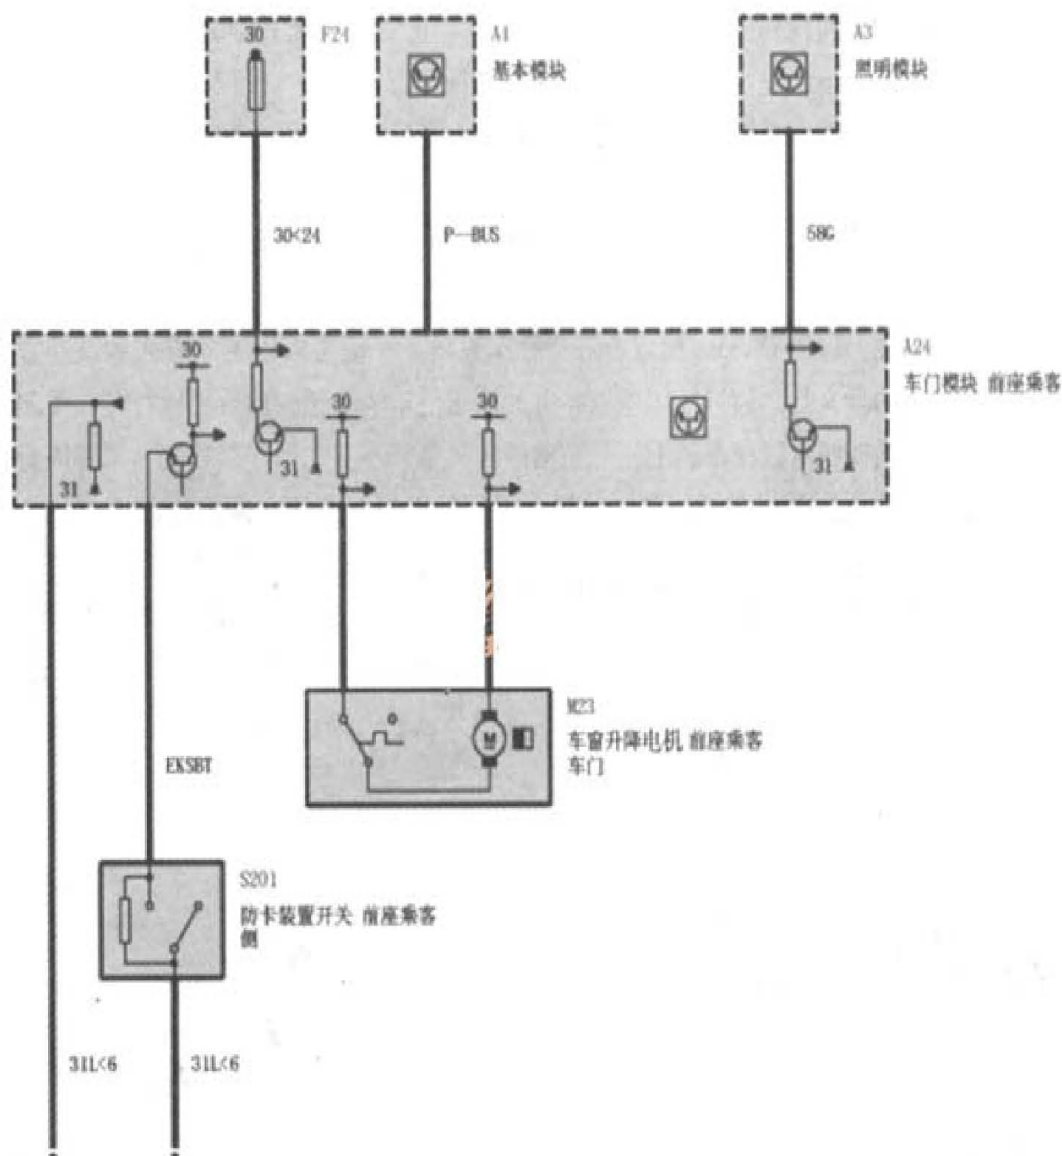 30
F24
A1
基本模块
A3
照明模块
30<24
P—BUS
58G
30
30
30
31
31
31
A24
车门模块 前座乘客
M
M23
车窗升降电机 前座乘客
车门
EKSBT
S201
防卡装置开关 前座乘客
侧
31L<6
31L<6